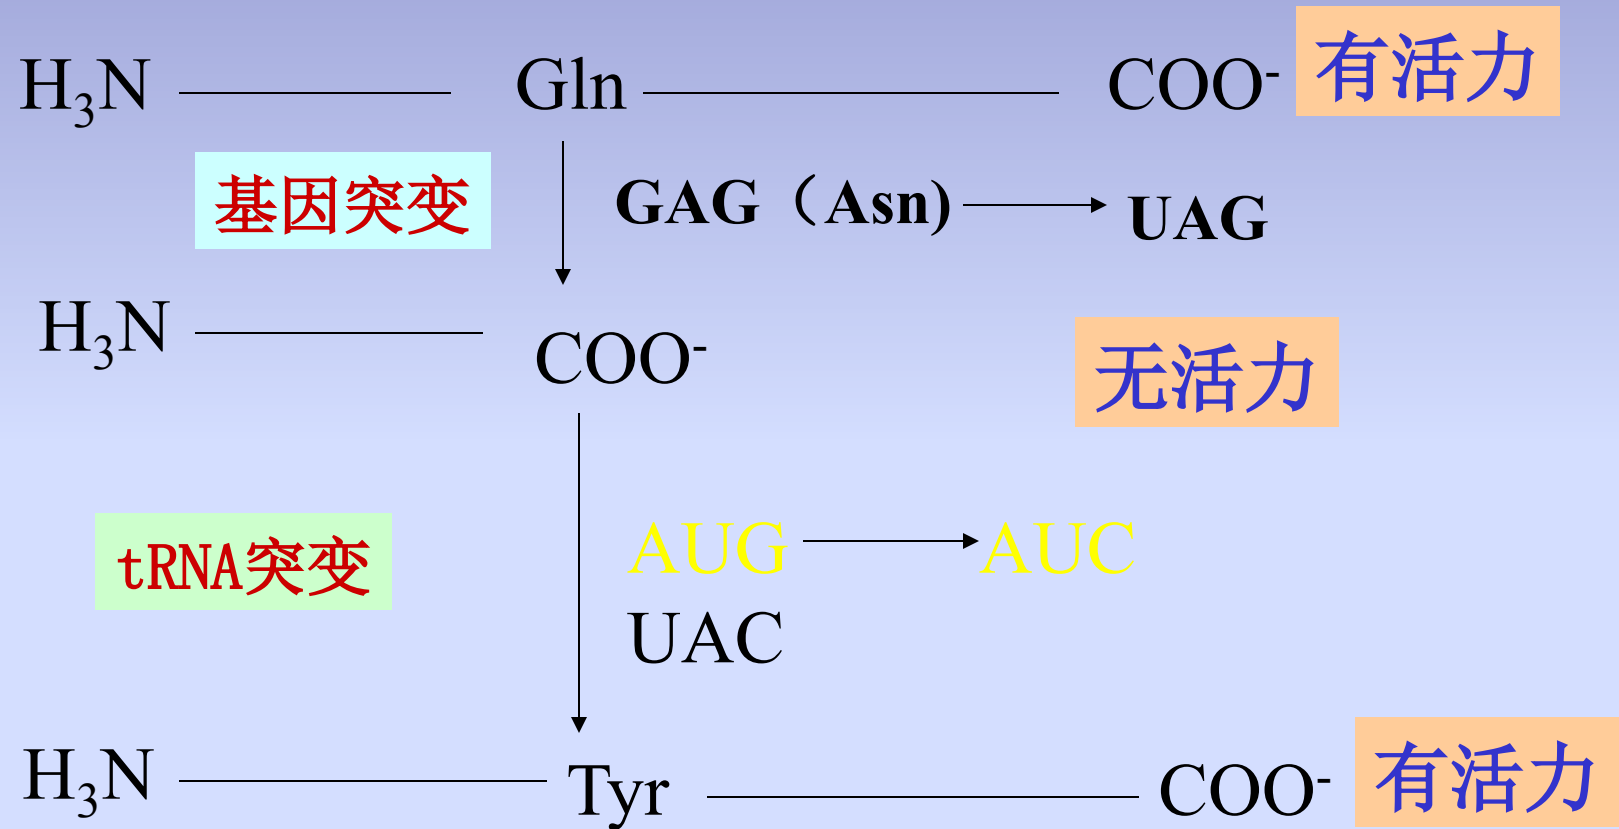 H₃N Gln COO⁻ 有活力
基因突变 GAG（Asn) UAG
H₃N COO⁻ 无活力
tRNA突变 AUG AUC
UAC
H₃N Tyr COO⁻ 有活力